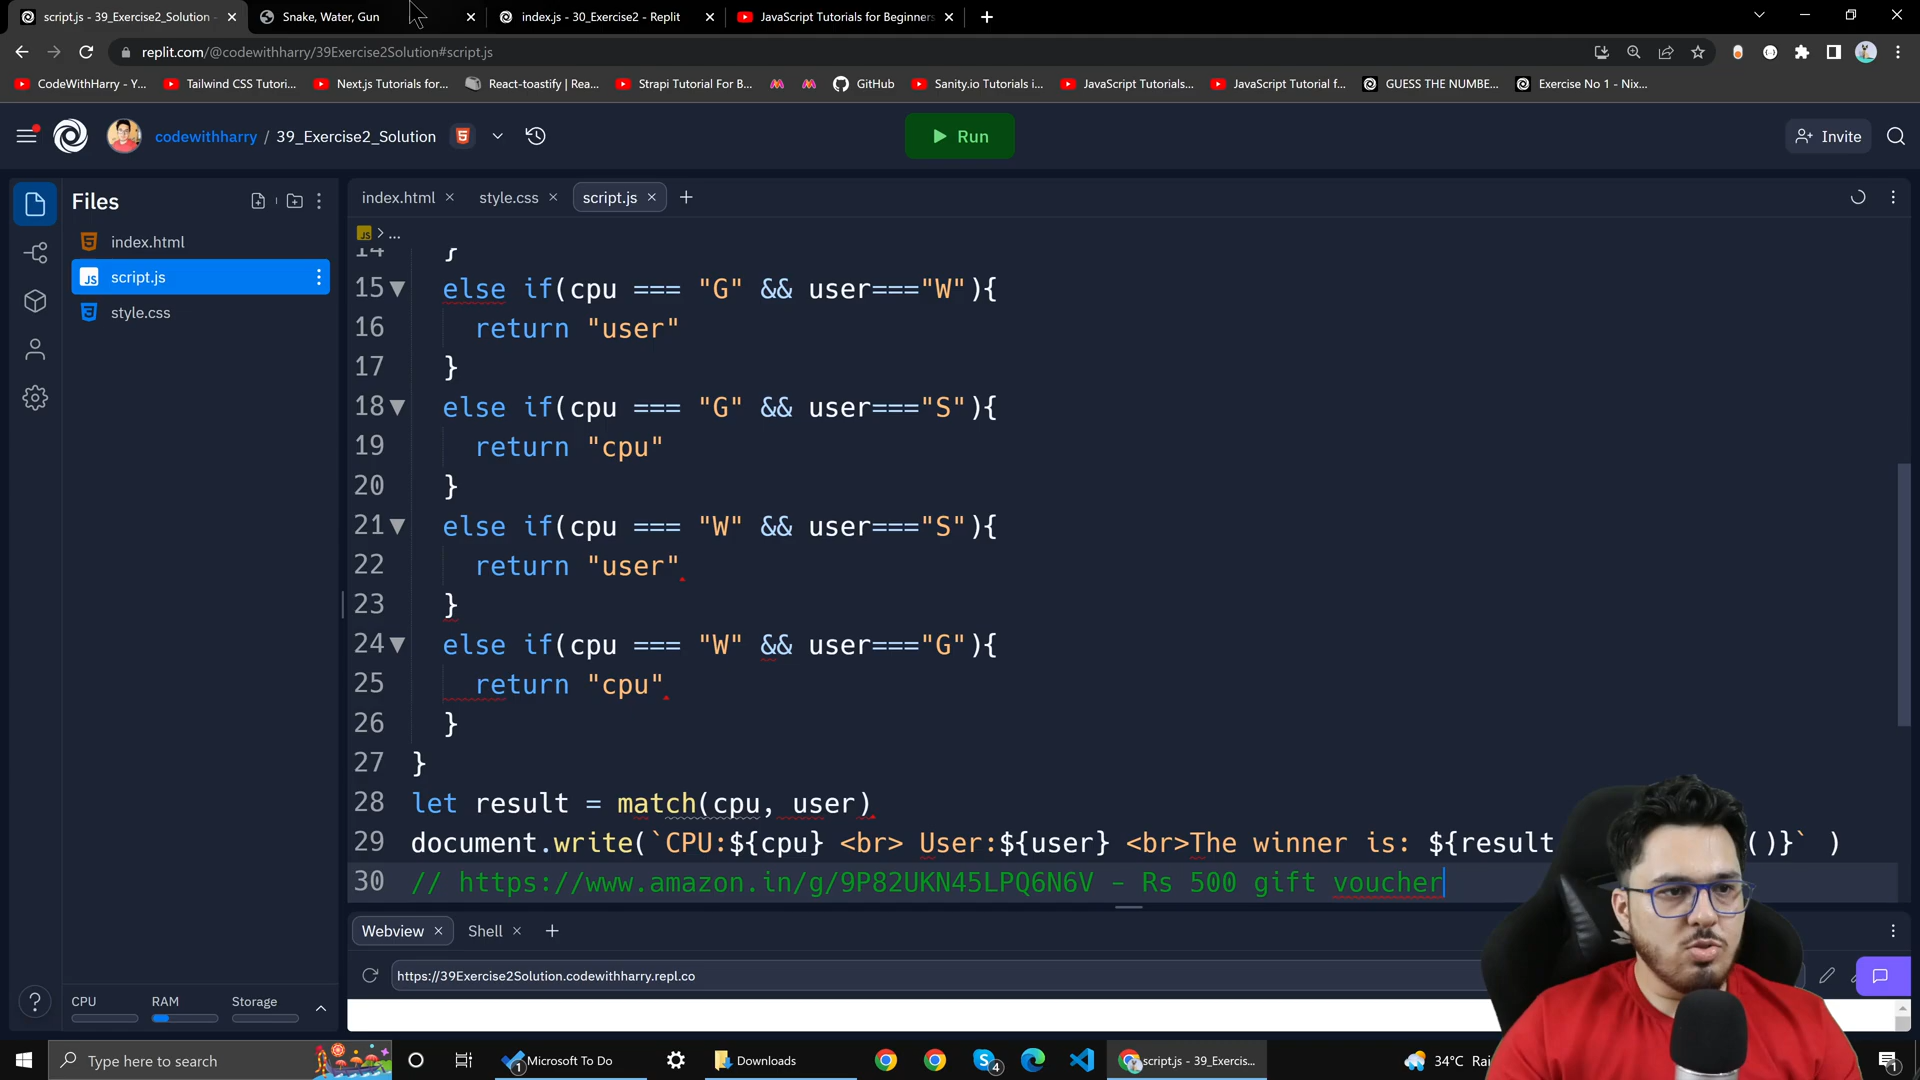 script.js - 39_Exercise2_Solution -
Snake, Water, Gun
index.js - 30_Exercise2 - Replit
JavaScript Tutorials for Beginners
replit.com/@codewithharry/39Exercise2Solution#script.js
CodeWithHarry - Y...
Tailwind CSS Tutori...
Next.js Tutorials for...
React-toastify | Rea...
Strapi Tutorial For B...
GitHub
Sanity.io Tutorials i...
JavaScript Tutorials...
JavaScript Tutorial f...
GUESS THE NUMBE...
Exercise No 1 - Nix...
codewithharry / 39_Exercise2_Solution
Run
Invite
Files
index.html
script.js
style.css
index.html
style.css
script.js
JS > ...
14 }
15 else if(cpu === "G" && user==="W"){
16 return "user"
17 }
18 else if(cpu === "G" && user==="S"){
19 return "cpu"
20 }
21 else if(cpu === "W" && user==="S"){
22 return "user"
23 }
24 else if(cpu === "W" && user==="G"){
25 return "cpu"
26 }
27 }
28 let result = match(cpu, user)
29 document.write(`CPU:${cpu} <br> User:${user} <br>The winner is: ${result ()}` )
30 // https://www.amazon.in/g/9P82UKN45LPQ6N6V - Rs 500 gift voucher
Webview
Shell
https://39Exercise2Solution.codewithharry.repl.co
CPU
RAM
Storage
Type here to search
Microsoft To Do
1
Downloads
4
script.js - 39_Exercis...
34°C Rai
1